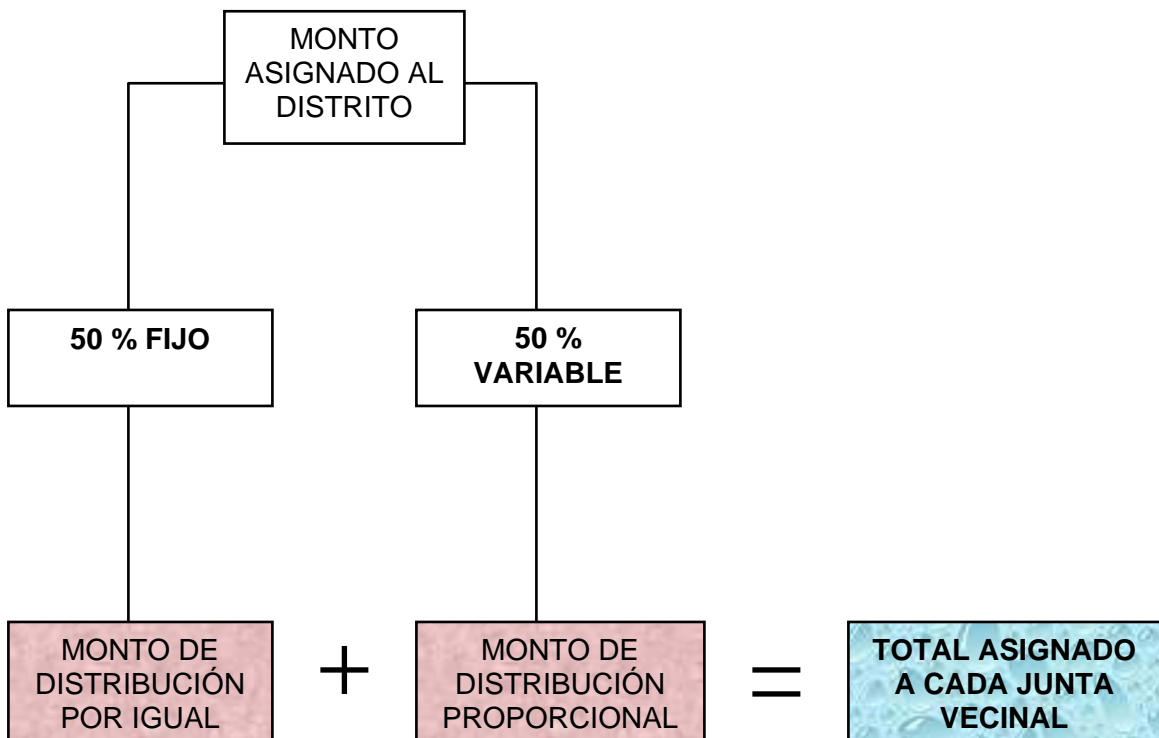 MONTO
ASIGNADO AL
DISTRITO
50 % FIJO
50 %
VARIABLE
MONTO DE
DISTRIBUCIÓN
POR IGUAL
+
MONTO DE
DISTRIBUCIÓN
PROPORCIONAL
=
TOTAL ASIGNADO
A CADA JUNTA
VECINAL